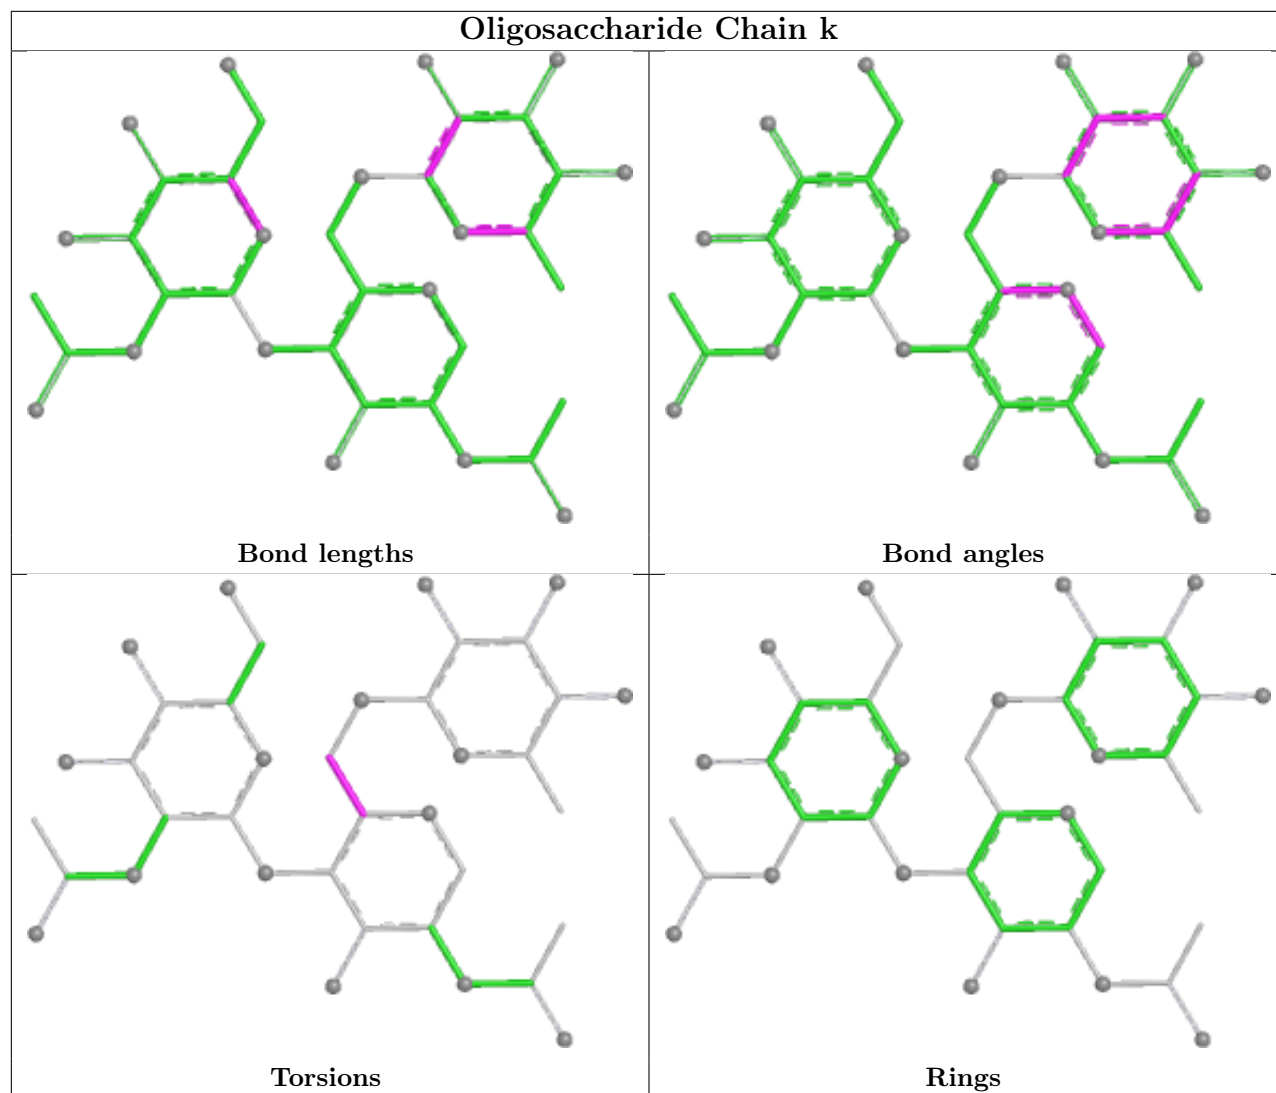 Oligosaccharide Chain k
Bond lengths
Bond angles
Torsions
Rings